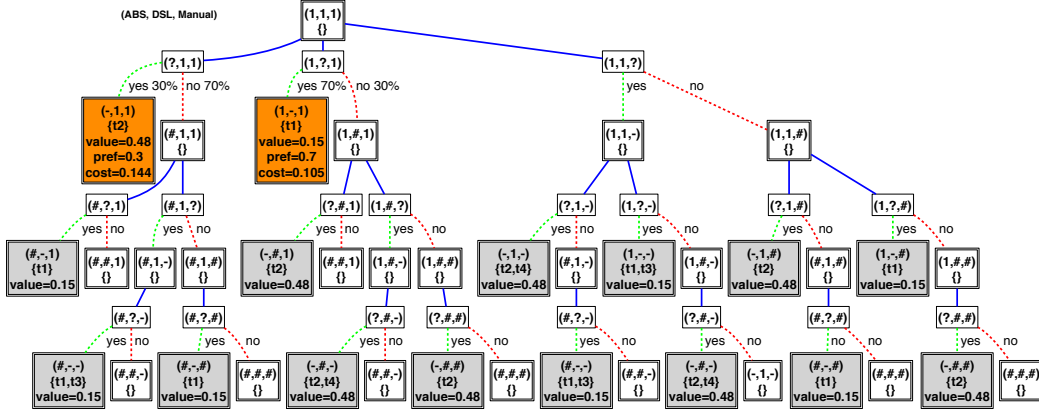 (ABS, DSL, Manual)
(1,1,1)
{}
(?,1,1)
(1,?,1)
(1,1,?)
yes 30%
no 70%
yes 70%
no 30%
yes
no
(-,1,1)
{t2}
value=0.48
pref=0.3
cost=0.144
(#,1,1)
{}
(1,-,1)
{t1}
value=0.15
pref=0.7
cost=0.105
(1,#,1)
{}
(1,1,-)
{}
(1,1,#)
{}
(#,?,1)
(#,1,?)
(?,#,1)
(1,#,?)
(?,1,-)
(1,?,-)
(?,1,#)
(1,?,#)
yes
no
yes
no
yes
no
yes
no
yes
no
yes
no
yes
no
yes
no
(#,-,1)
{t1}
value=0.15
(#,#,1)
{}
(#,1,-)
{}
(#,1,#)
{}
(-,#,1)
{t2}
value=0.48
(#,#,1)
{}
(1,#,-)
{}
(1,#,#)
{}
(-,1,-)
{t2,t4}
value=0.48
(#,1,-)
{}
(1,-,-)
{t1,t3}
value=0.15
(1,#,-)
{}
(-,1,#)
{t2}
value=0.48
(#,1,#)
{}
(1,-,#)
{t1}
value=0.15
(1,#,#)
{}
(#,?,-)
(#,?,#)
(?,#,-)
(?,#,#)
(#,?,-)
(?,#,-)
(#,?,#)
(?,#,#)
yes
no
yes
no
yes
no
yes
no
yes
no
yes
no
yes
no
yes
no
(#,-,-)
{t1,t3}
value=0.15
(#,#,-)
{}
(#,-,#)
{t1}
value=0.15
(#,#,#)
{}
(-,#,-)
{t2,t4}
value=0.48
(#,#,-)
{}
(-,#,#)
{t2}
value=0.48
(#,#,#)
{}
(#,-,-)
{t1,t3}
value=0.15
(#,#,-)
{}
(-,#,-)
{t2,t4}
value=0.48
(-,1,-)
{}
(#,-,#)
{t1}
value=0.15
(#,#,#)
{}
(-,#,#)
{t2}
value=0.48
(#,#,#)
{}